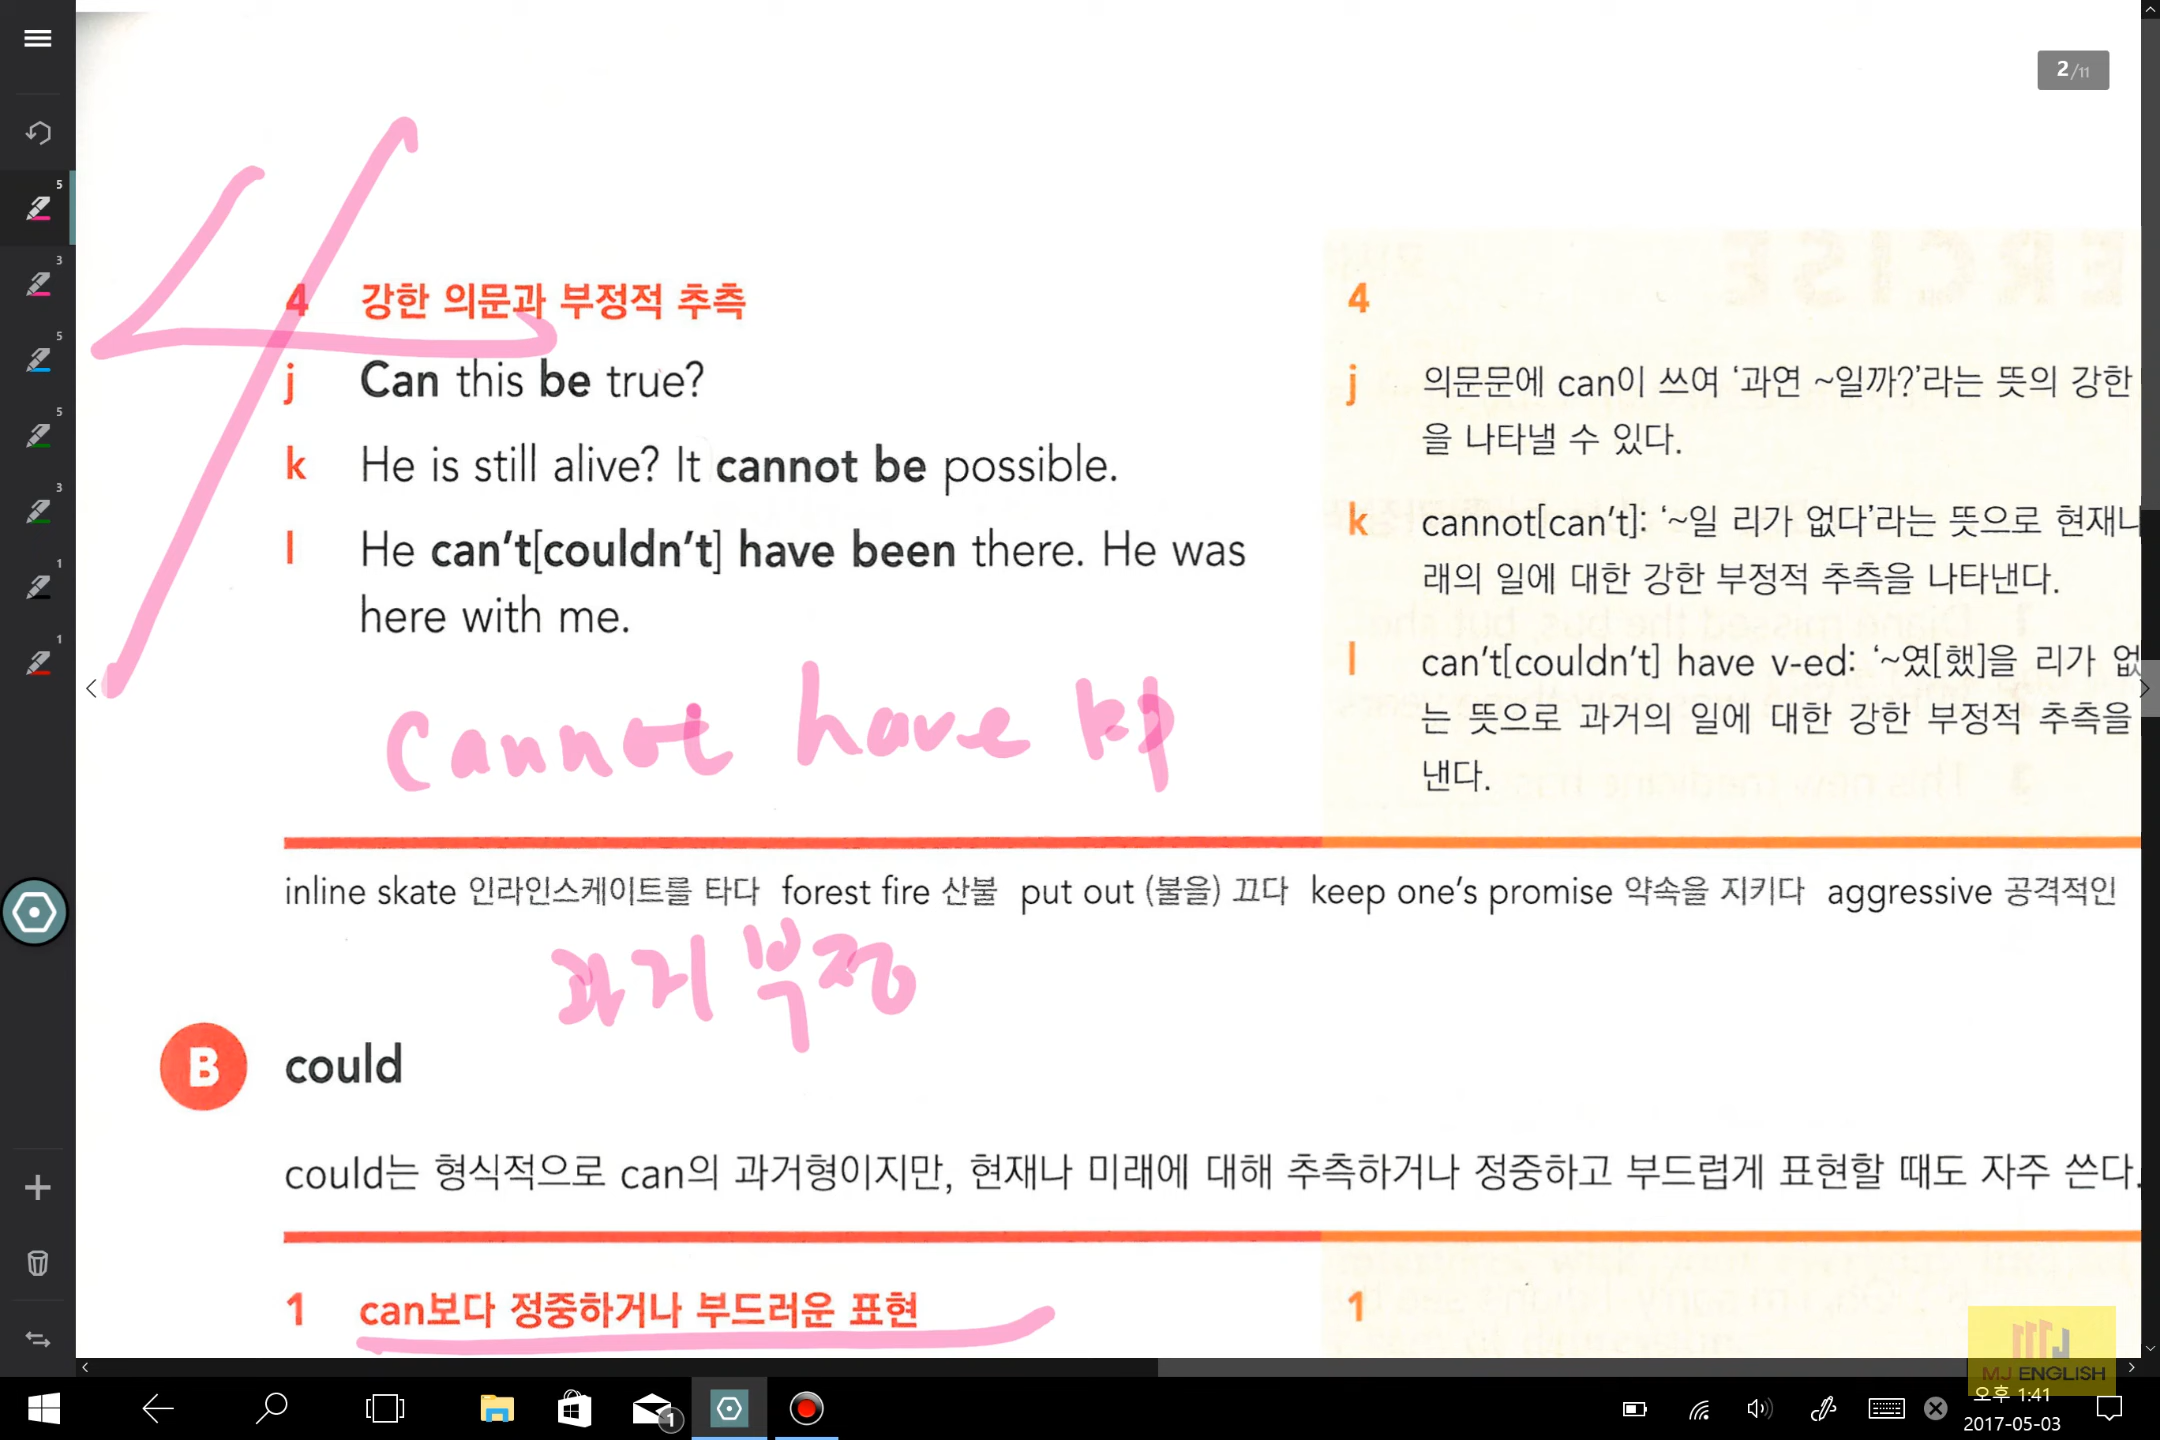 2/11
5
3
5
5
3
1
1
4 강한 의문과 부정적 추측
j Can this be true?
k He is still alive? It cannot be possible.
l He can't[couldn't] have been there. He was
here with me.
4
j 의문문에 can이 쓰여 '과연 ~일까?'라는 뜻의 강한
을 나타낼 수 있다.
k cannot[can't]: '~일 리가 없다'라는 뜻으로 현재나
래의 일에 대한 강한 부정적 추측을 나타낸다.
l can't[couldn't] have v-ed: '~였[했]을 리가 없
는 뜻으로 과거의 일에 대한 강한 부정적 추측을
낸다.
4
cannot have
inline skate 인라인스케이트를 타다 forest fire 산불 put out (불을) 끄다 keep one's promise 약속을 지키다 aggressive 공격적인
과거 부정
B could
could는 형식적으로 can의 과거형이지만, 현재나 미래에 대해 추측하거나 정중하고 부드럽게 표현할 때도 자주 쓴다.
1 can보다 정중하거나 부드러운 표현
1
MJ ENGLISH
1
오후 1:41
2017-05-03